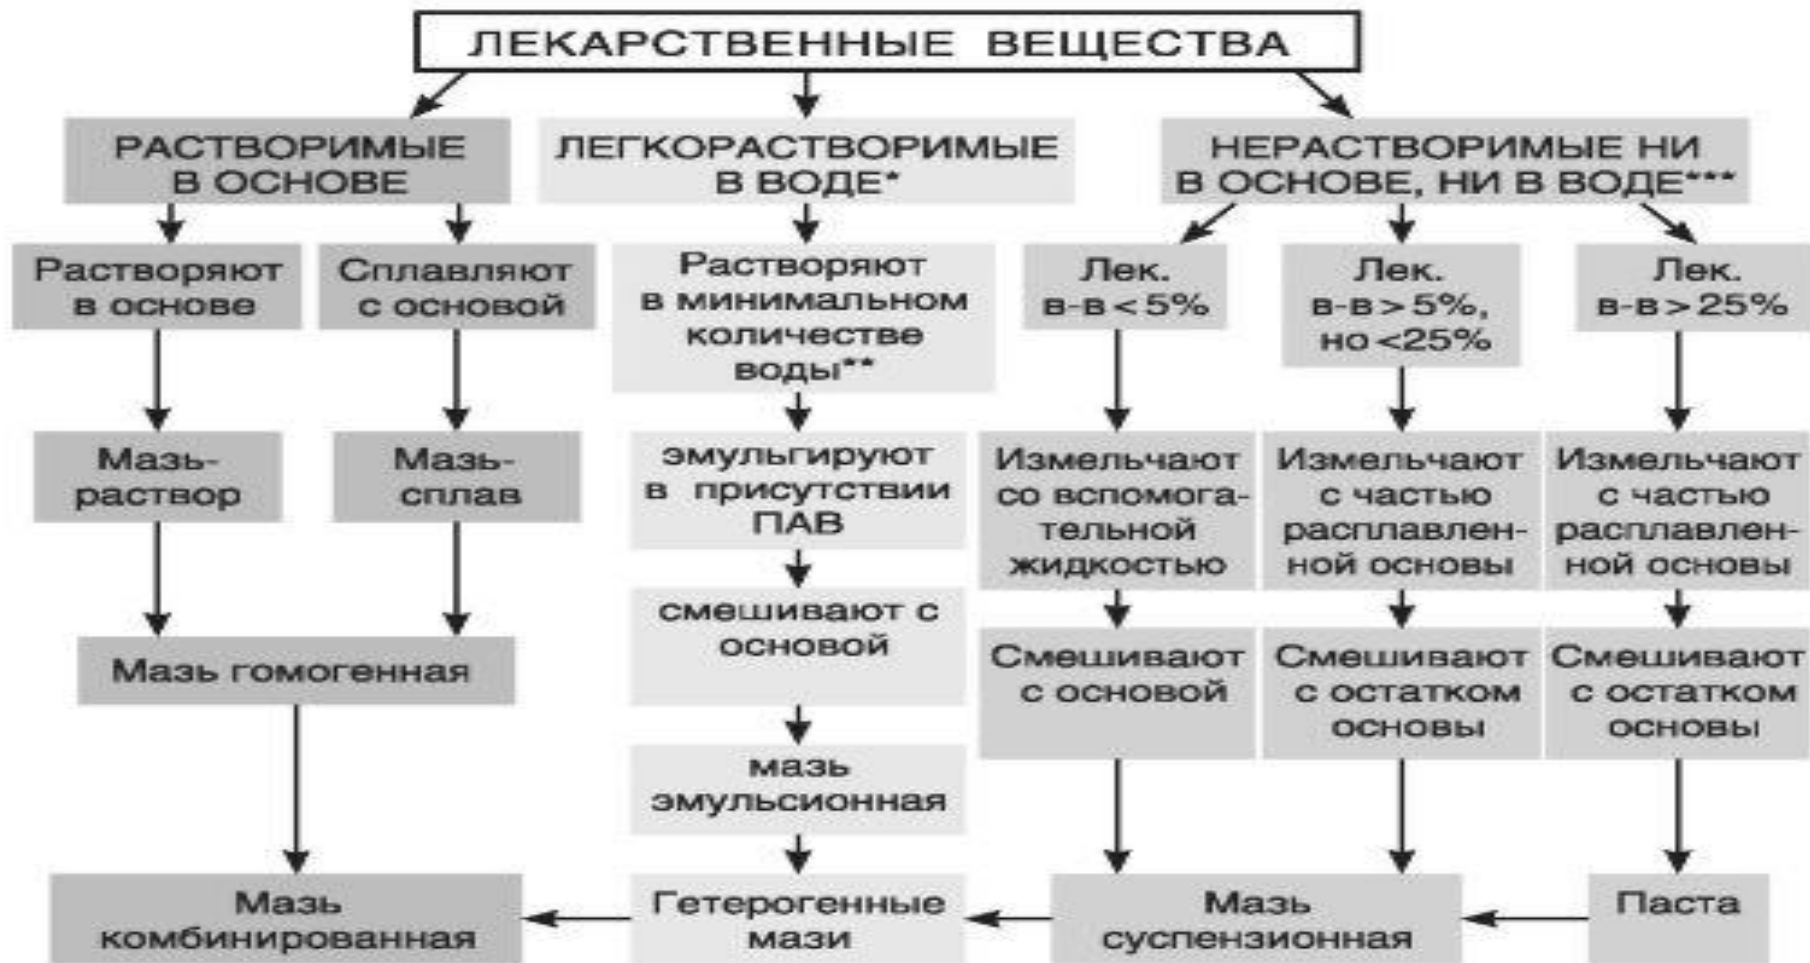 ЛЕКАРСТВЕННЫЕ ВЕЩЕСТВА
РАСТВОРИМЫЕ
В ОСНОВЕ
ЛЕГКОРАСТВОРИМЫЕ
В ВОДЕ*
НЕРАСТВОРИМЫЕ НИ
В ОСНОВЕ, НИ В ВОДЕ***
Растворяют
в основе
Сплавляют
с основой
Растворяют
в минимальном
количестве
воды**
Лек.
в-в < 5%
Лек.
в-в > 5%,
но <25%
Лек.
в-в > 25%
Мазь-
раствор
Мазь-
сплав
эмульгируют
в присутствии
ПАВ
Измельчают
со вспомога-
тельной
жидкостью
Измельчают
с частью
расплавлен-
ной основы
Измельчают
с частью
расплавлен-
ной основы
Мазь гомогенная
смешивают с
основой
Смешивают
с основой
Смешивают
с остатком
основы
Смешивают
с остатком
основы
мазь
эмульсионная
Мазь
комбинированная
Гетерогенные
мази
Мазь
суспензионная
Паста